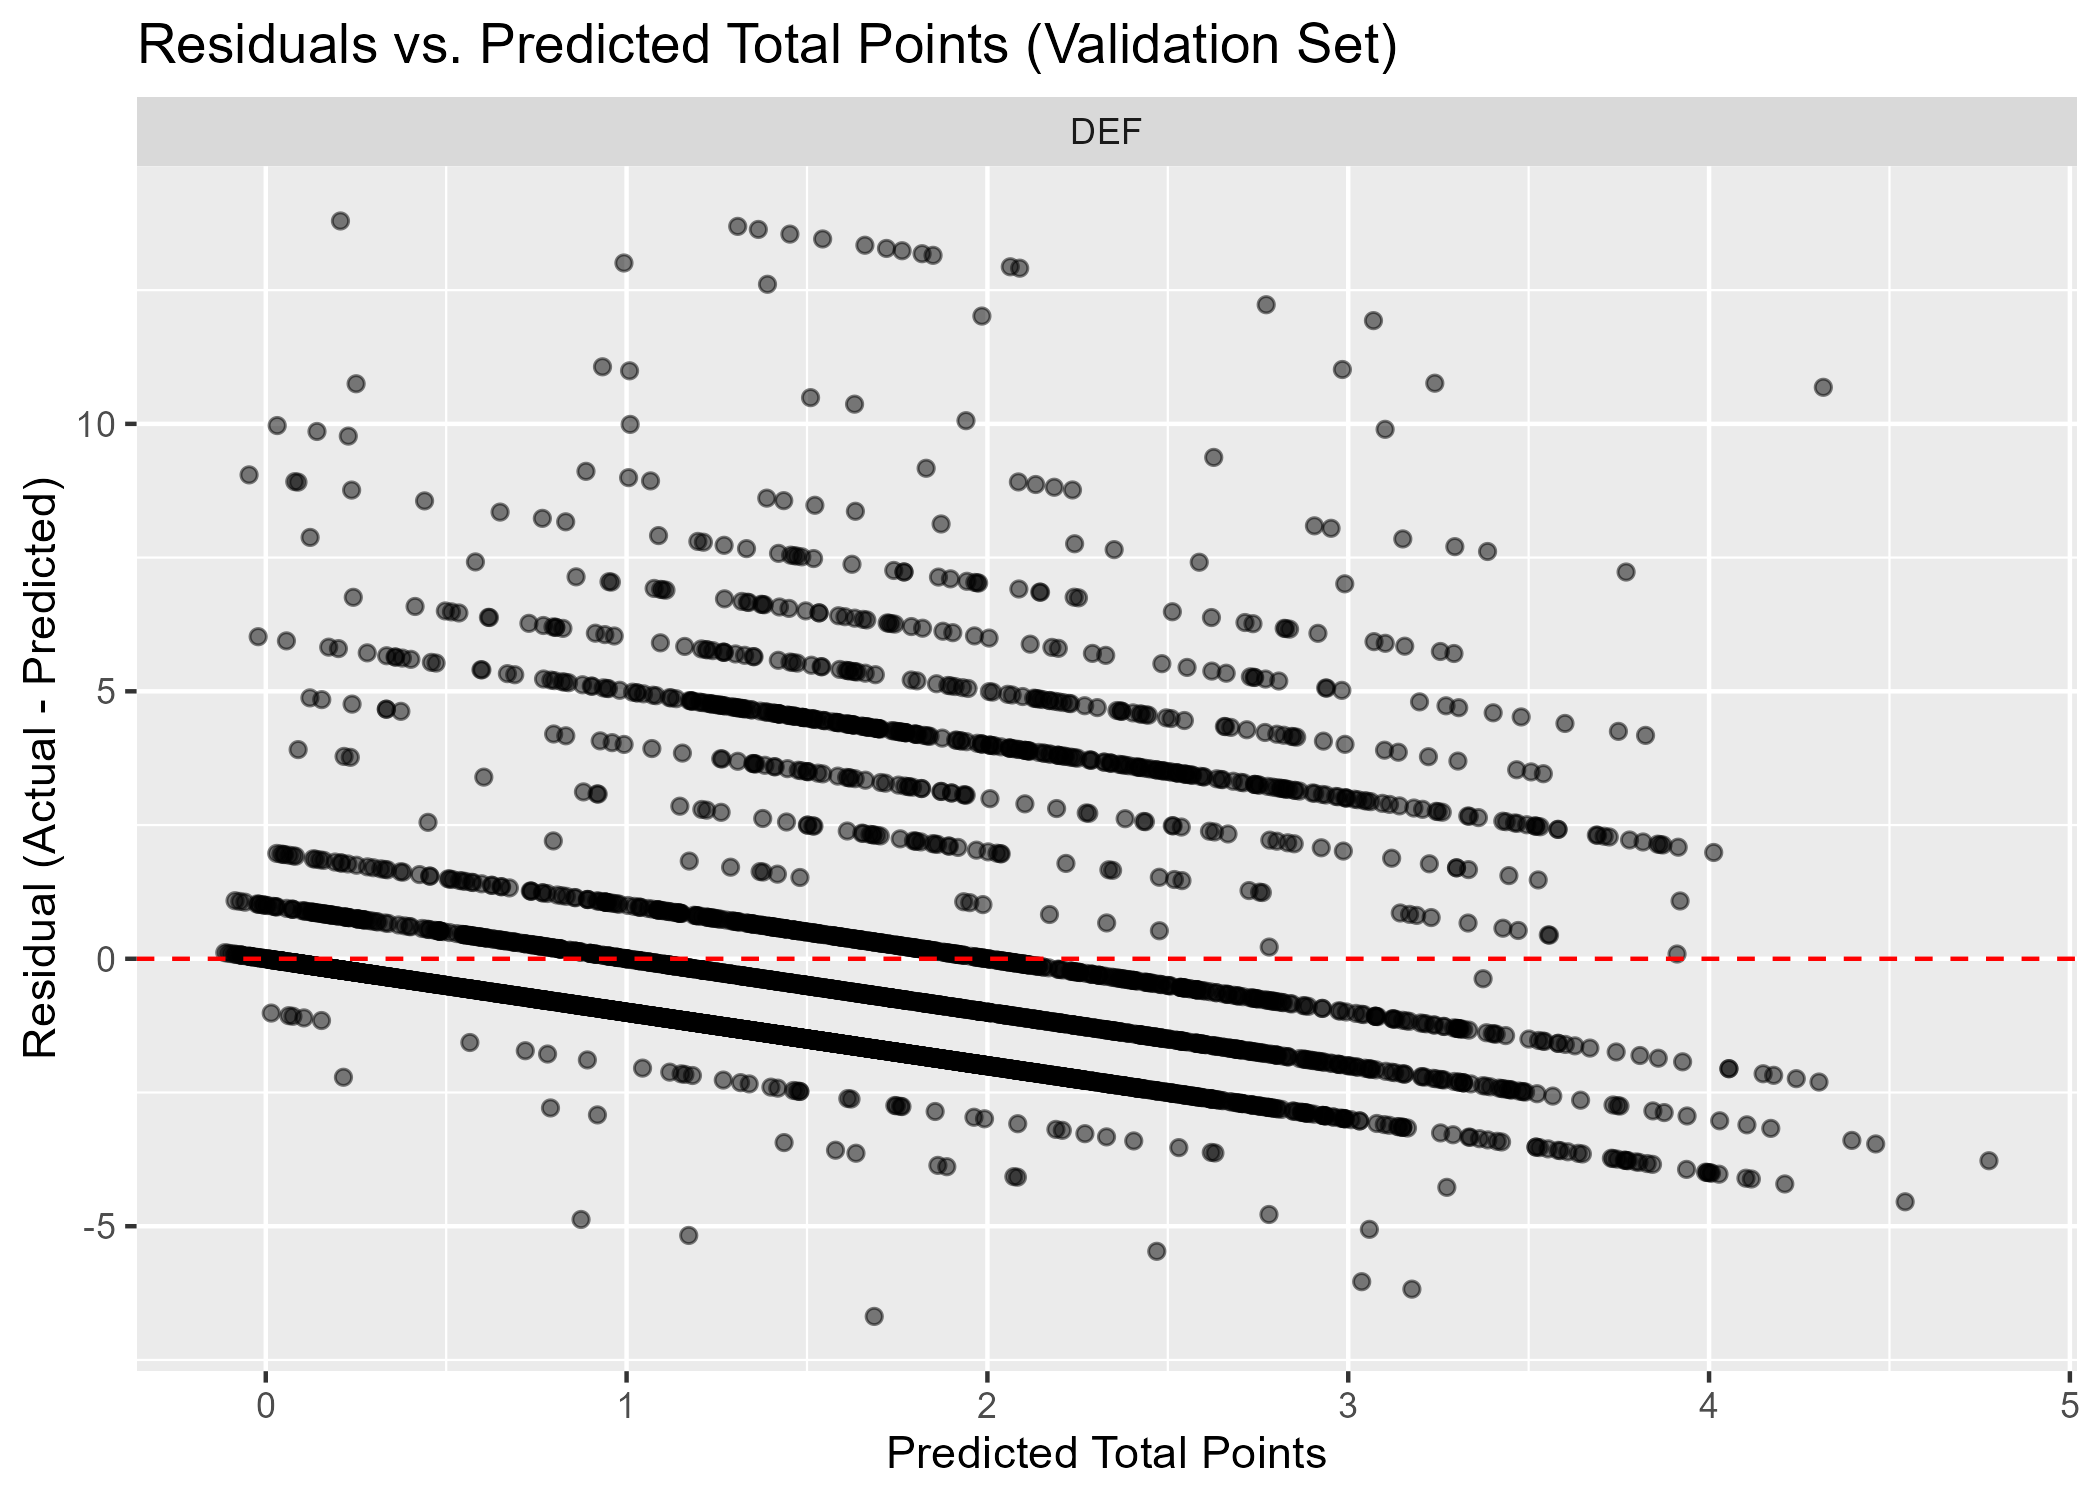 Residuals vs. Predicted Total Points (Validation Set)
DEF
Residual (Actual - Predicted)
10
5
0
-5
0 1 2 3 4 5
Predicted Total Points